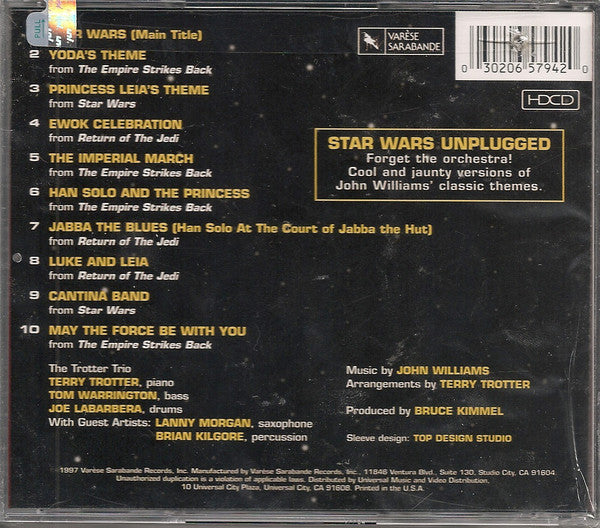 PULL
WARS (Main Title)
2 YODA'S THEME
from The Empire Strikes Back
3 PRINCESS LEIA'S THEME
from Star Wars
4 EWOK CELEBRATION
from Return of The Jedi
5 THE IMPERIAL MARCH
from The Empire Strikes Back
6 HAN SOLO AND THE PRINCESS
from The Empire Strikes Back
7 JABBA THE BLUES (Han Solo At The Court of Jabba the Hut)
from Return of The Jedi
8 LUKE AND LEIA
from Return of The Jedi
9 CANTINA BAND
from Star Wars
10 MAY THE FORCE BE WITH YOU
from The Empire Strikes Back
VARÈSE
SARABANDE
0 30206 57942 0
HDCD
STAR WARS UNPLUGGED
Forget the orchestra!
Cool and jaunty versions of
John Williams' classic themes.
The Trotter Trio
TERRY TROTTER, piano
TOM WARRINGTON, bass
JOE LABARBERA, drums
With Guest Artists: LANNY MORGAN, saxophone
BRIAN KILGORE, percussion
Music by JOHN WILLIAMS
Arrangements by TERRY TROTTER
Produced by BRUCE KIMMEL
Sleeve design: TOP DESIGN STUDIO
1997 Varèse Sarabande Records, Inc. Manufactured by Varèse Sarabande Records, Inc., 11846 Ventura Blvd., Suite 130, Studio City, CA 91604.
Unauthorized duplication is a violation of applicable laws. Distributed by Universal Music and Video Distribution.
10 Universal City Plaza, Universal City, CA 91608. Printed in the U.S.A.